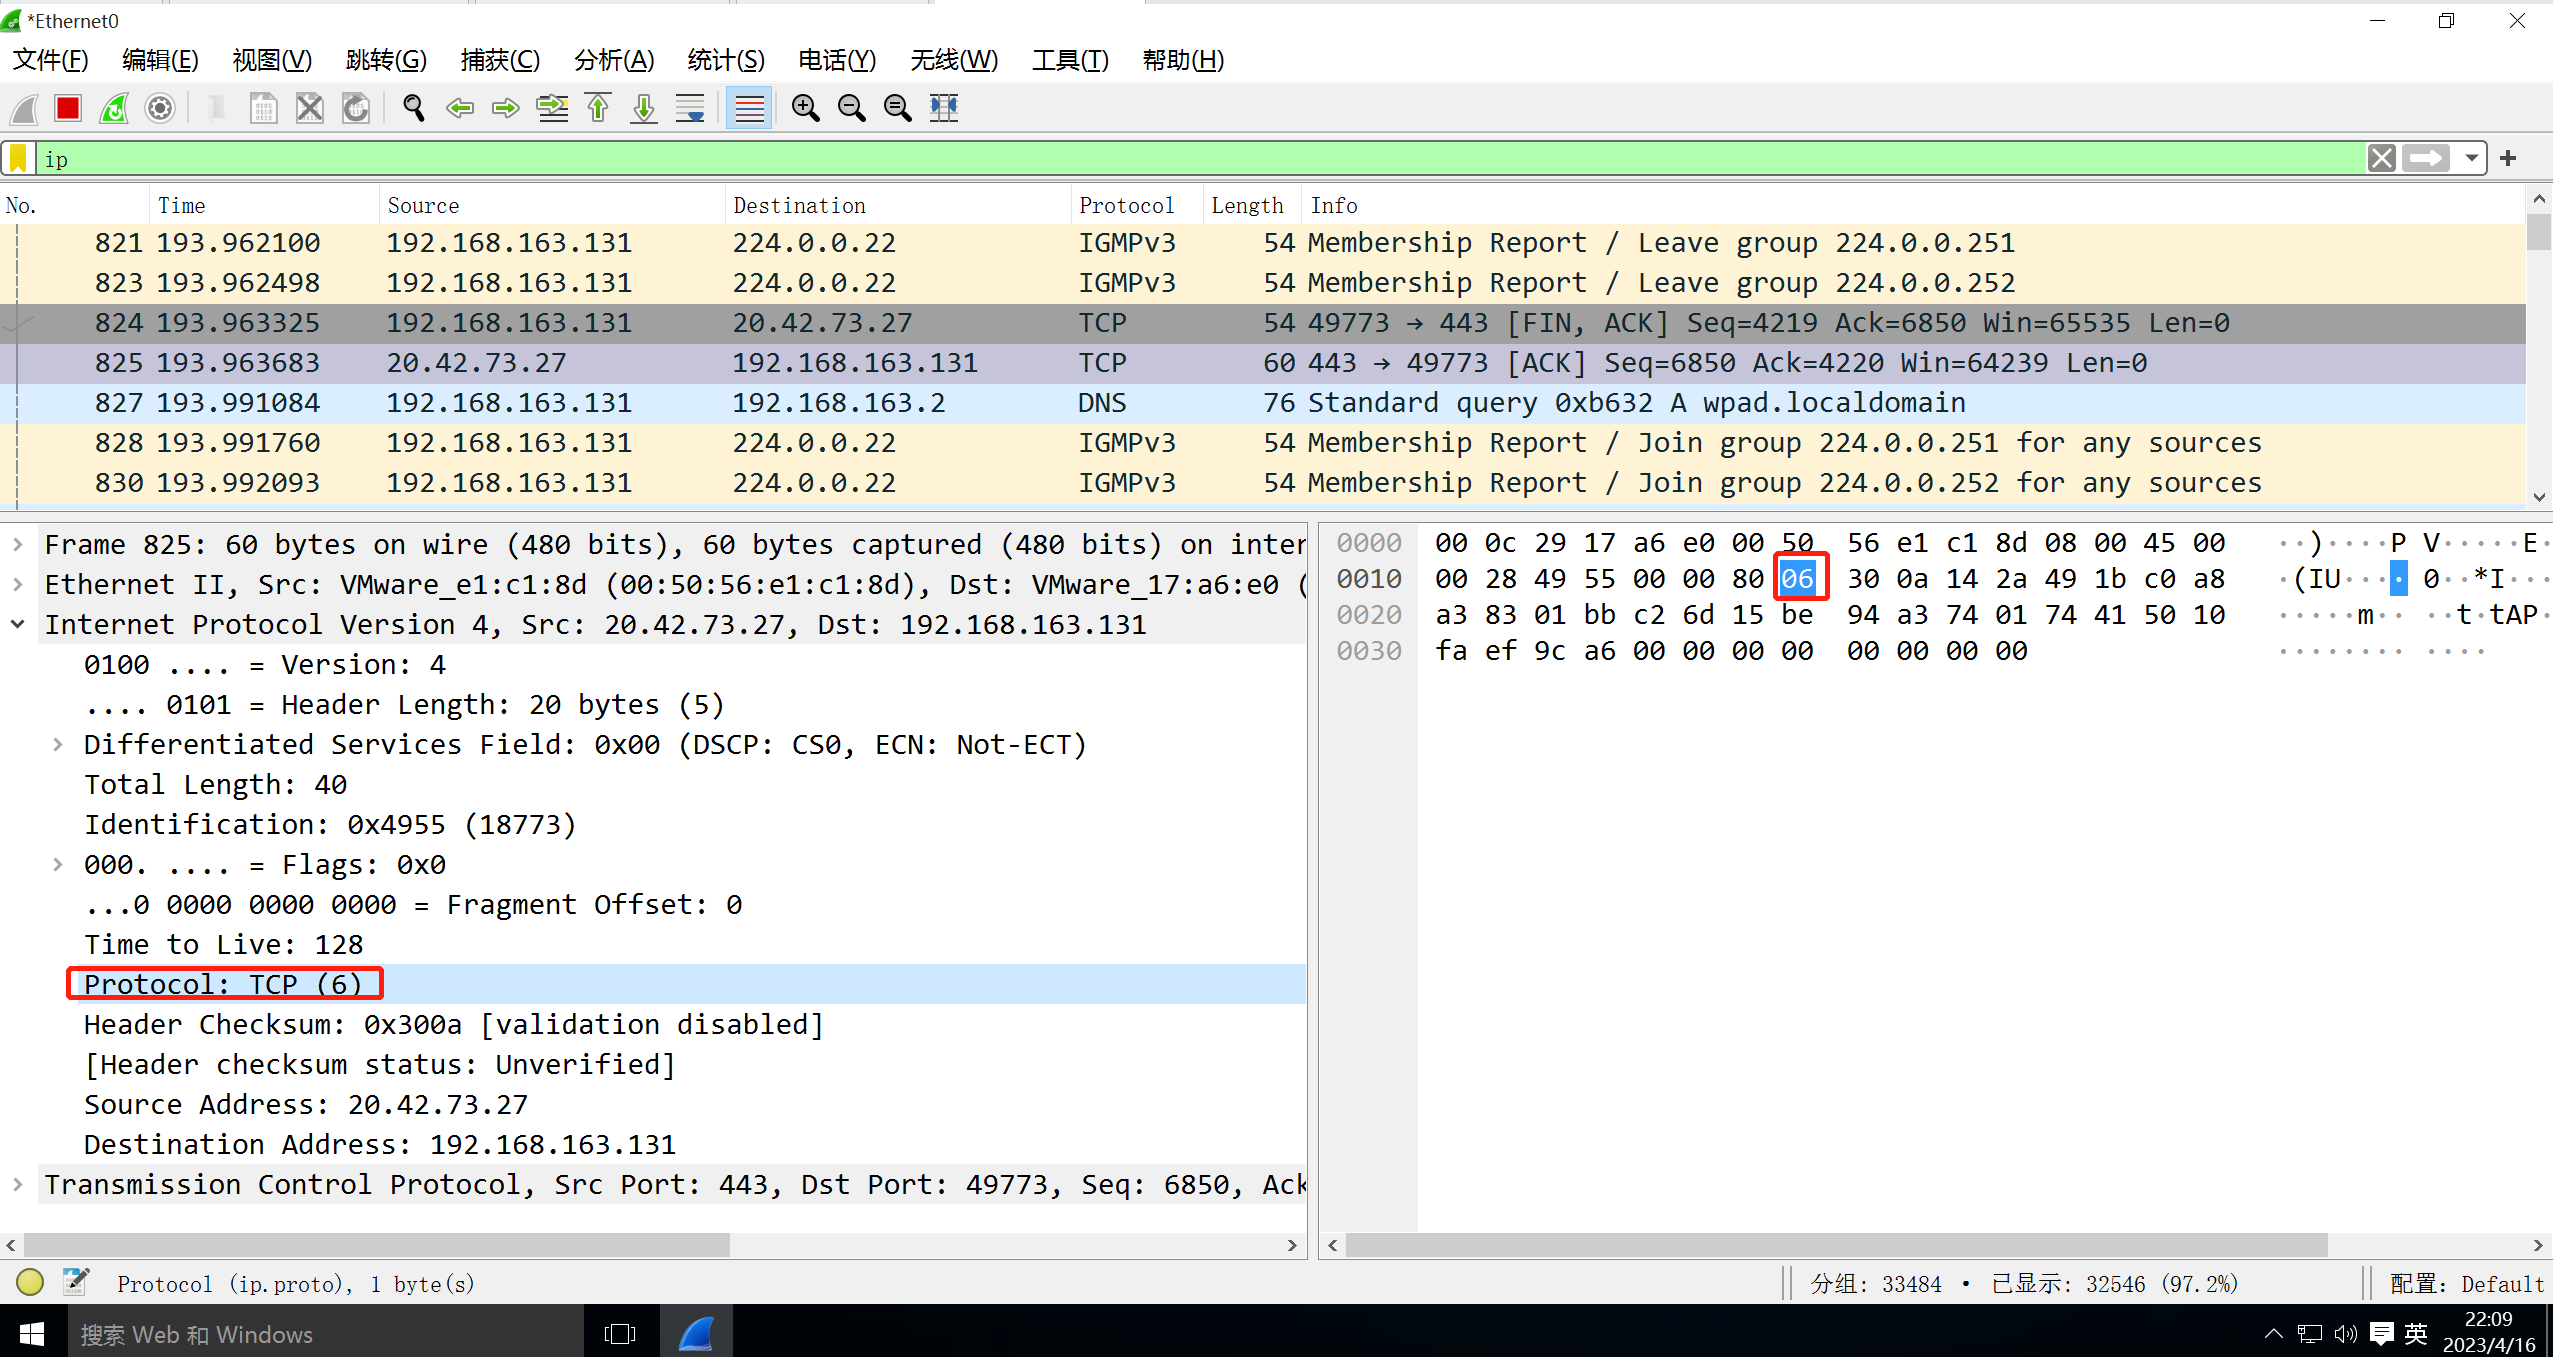 *Ethernet0
文件(F) 编辑(E) 视图(V) 跳转(G) 捕获(C) 分析(A) 统计(S) 电话(Y) 无线(W) 工具(T) 帮助(H)
ip
No. Time Source Destination Protocol Length Info
821 193.962100 192.168.163.131 224.0.0.22 IGMPv3 54 Membership Report / Leave group 224.0.0.251
823 193.962498 192.168.163.131 224.0.0.22 IGMPv3 54 Membership Report / Leave group 224.0.0.252
824 193.963325 192.168.163.131 20.42.73.27 TCP 54 49773 → 443 [FIN, ACK] Seq=4219 Ack=6850 Win=65535 Len=0
825 193.963683 20.42.73.27 192.168.163.131 TCP 60 443 → 49773 [ACK] Seq=6850 Ack=4220 Win=64239 Len=0
827 193.991084 192.168.163.131 192.168.163.2 DNS 76 Standard query 0xb632 A wpad.localdomain
828 193.991760 192.168.163.131 224.0.0.22 IGMPv3 54 Membership Report / Join group 224.0.0.251 for any sources
830 193.992093 192.168.163.131 224.0.0.22 IGMPv3 54 Membership Report / Join group 224.0.0.252 for any sources
Frame 825: 60 bytes on wire (480 bits), 60 bytes captured (480 bits) on inter
Ethernet II, Src: VMware_e1:c1:8d (00:50:56:e1:c1:8d), Dst: VMware_17:a6:e0 (
Internet Protocol Version 4, Src: 20.42.73.27, Dst: 192.168.163.131
0100 .... = Version: 4
.... 0101 = Header Length: 20 bytes (5)
Differentiated Services Field: 0x00 (DSCP: CS0, ECN: Not-ECT)
Total Length: 40
Identification: 0x4955 (18773)
000. .... = Flags: 0x0
...0 0000 0000 0000 = Fragment Offset: 0
Time to Live: 128
Protocol: TCP (6)
Header Checksum: 0x300a [validation disabled]
[Header checksum status: Unverified]
Source Address: 20.42.73.27
Destination Address: 192.168.163.131
Transmission Control Protocol, Src Port: 443, Dst Port: 49773, Seq: 6850, Ack
0000 00 0c 29 17 a6 e0 00 50 56 e1 c1 8d 08 00 45 00 ··)····P V·····E·
0010 00 28 49 55 00 00 80 06 30 0a 14 2a 49 1b c0 a8 ·(IU···· 0··*I···
0020 a3 83 01 bb c2 6d 15 be 94 a3 74 01 74 41 50 10 ·····m·· ··t·tAP·
0030 fa ef 9c a6 00 00 00 00 00 00 00 00 ········ ····
Protocol (ip.proto), 1 byte(s)
分组: 33484 · 已显示: 32546 (97.2%)
配置: Default
搜索 Web 和 Windows
英
22:09
2023/4/16